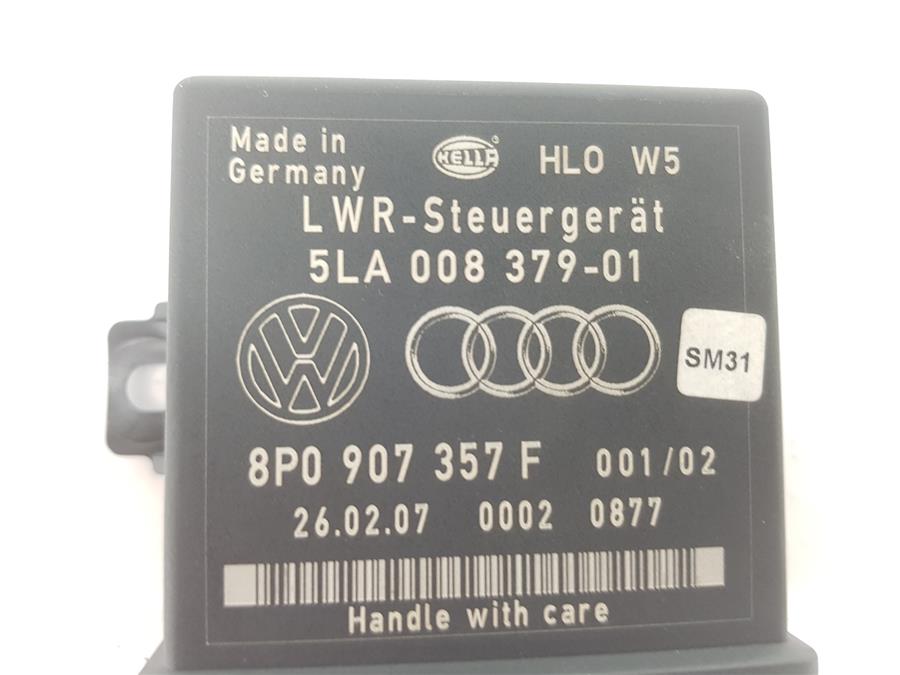 Made in
Germany
HELLA
®
HLO W5
LWR-Steuergerät
5LA 008 379-01
VW
SM31
8P0 907 357 F 001/02
26.02.07 0002 0877
Handle with care